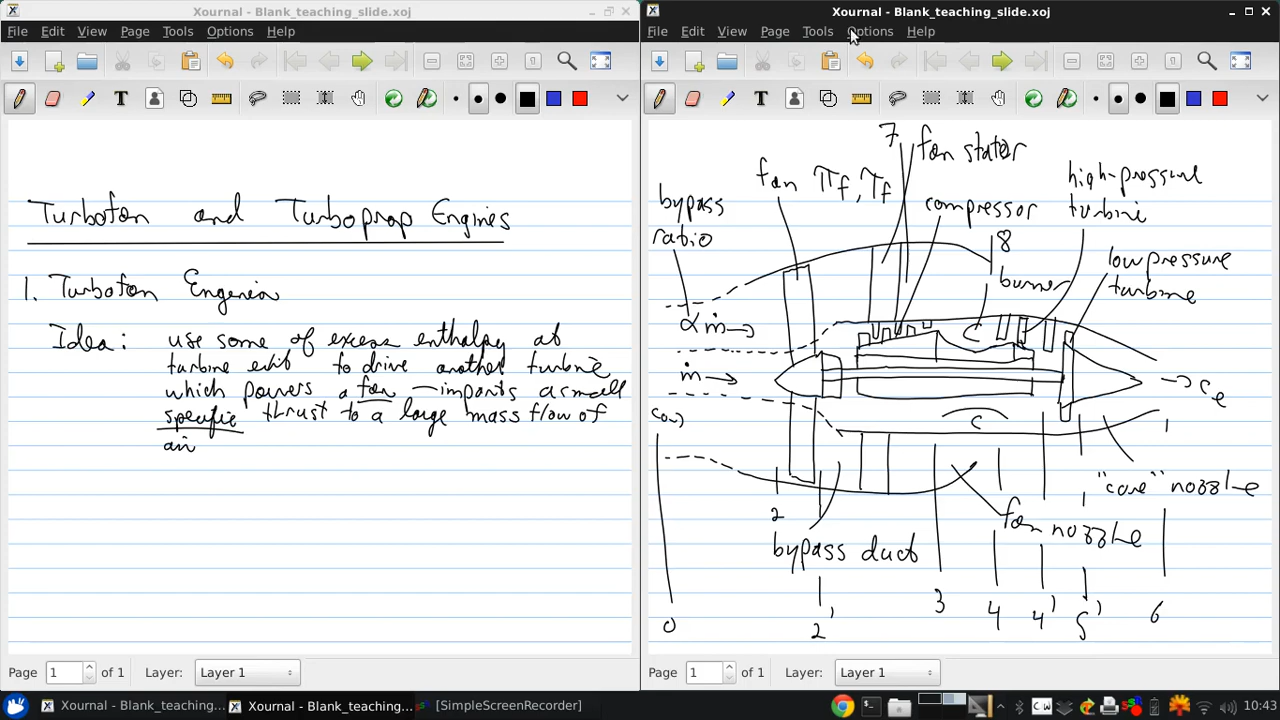 Xournal - Blank_teaching_slide.xoj
File Edit View Page Tools Options Help
Turbofan and Turboprop Engines
1. Turbofan Engines
Idea: use some of excess enthalpy at
turbine exit to drive another turbine
which powers a fan - imparts a small
specific thrust to a large mass flow of
air
Page 1 of 1 Layer: Layer 1
Xournal - Blank_teaching_slide.xoj
File Edit View Page Tools Options Help
7
fan stator
fan πf, τf
high-pressure
turbine
bypass
ratio
compressor
8
burner
low pressure
turbine
αṁ →
ṁ →
→ ce
c
c
"core" nozzle
fan nozzle
2
bypass duct
0
2'
3
4
4'
5'
6
Page 1 of 1 Layer: Layer 1
Xournal - Blank_teaching....
Xournal - Blank_teaching....
[SimpleScreenRecorder]
10:43